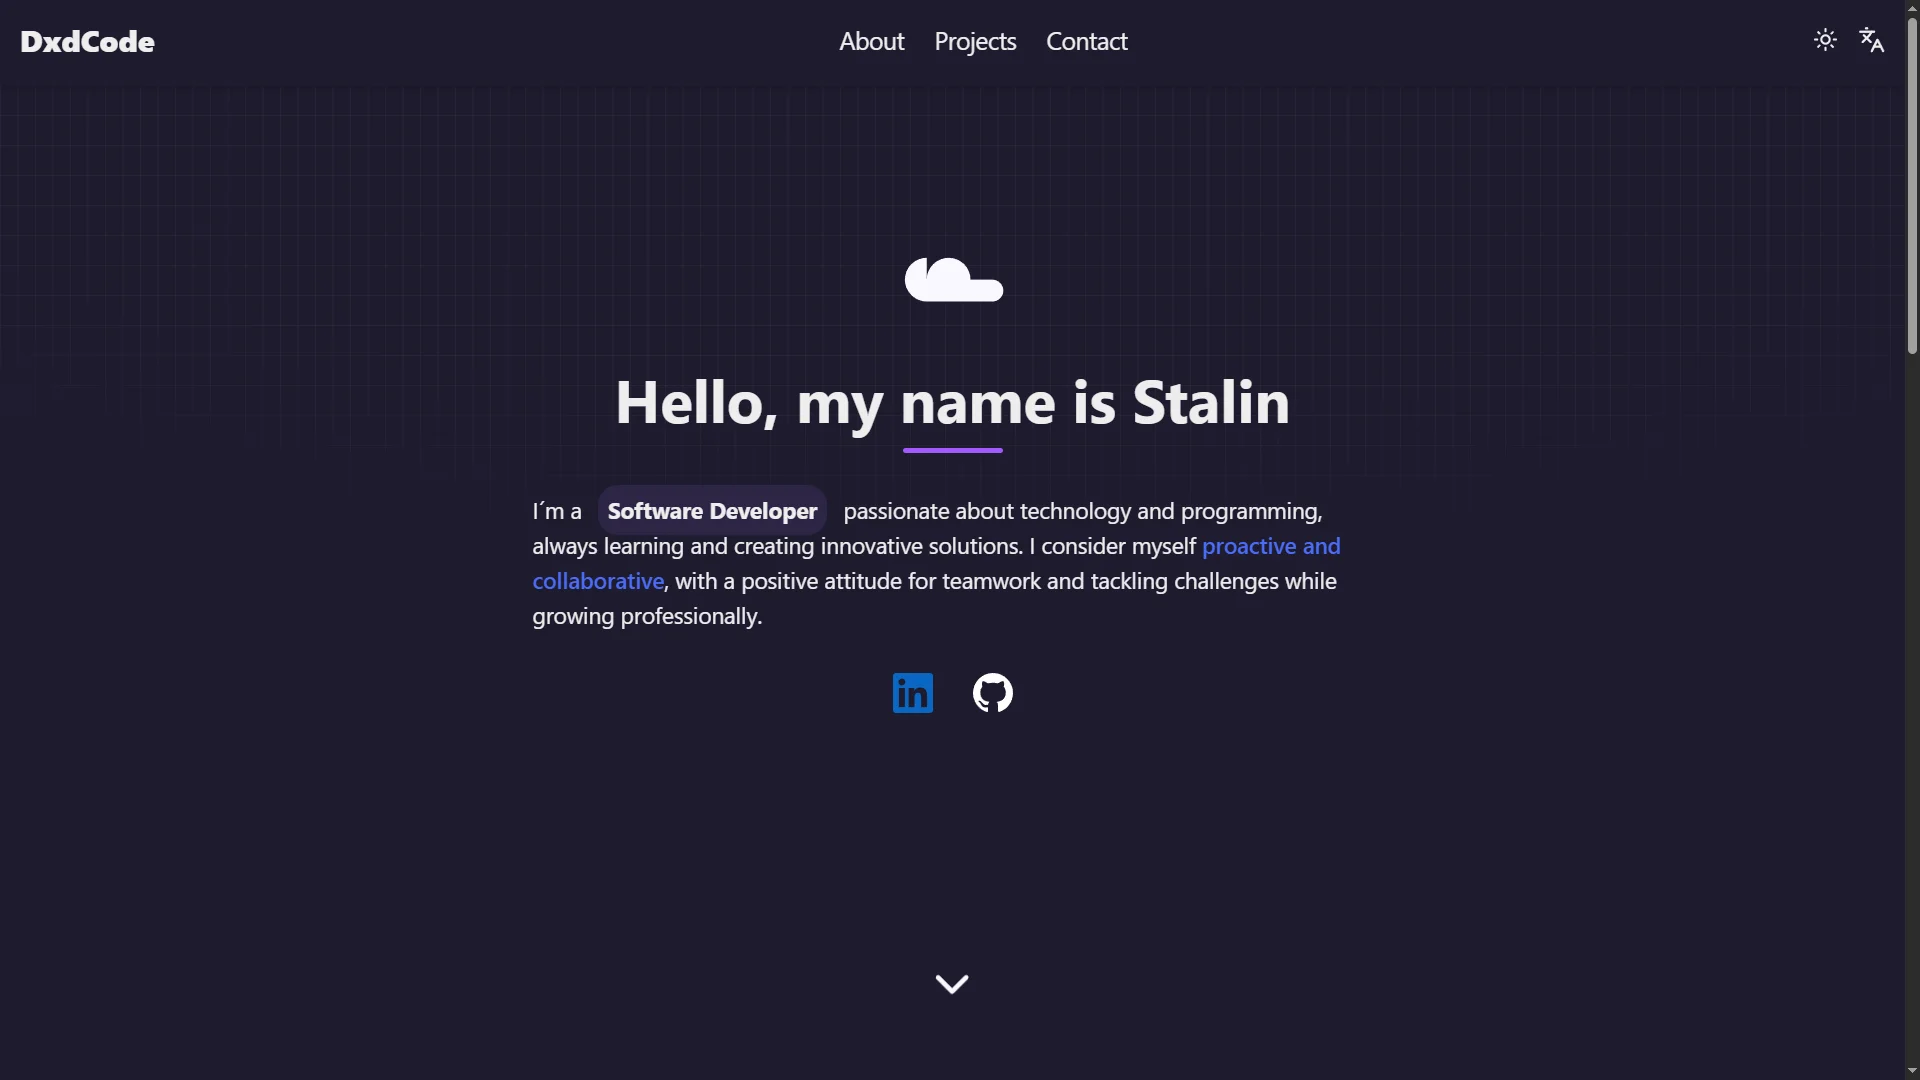 DxdCode
About Projects Contact
Hello, my name is Stalin
I´m a Software Developer passionate about technology and programming,
always learning and creating innovative solutions. I consider myself proactive and
collaborative, with a positive attitude for teamwork and tackling challenges while
growing professionally.